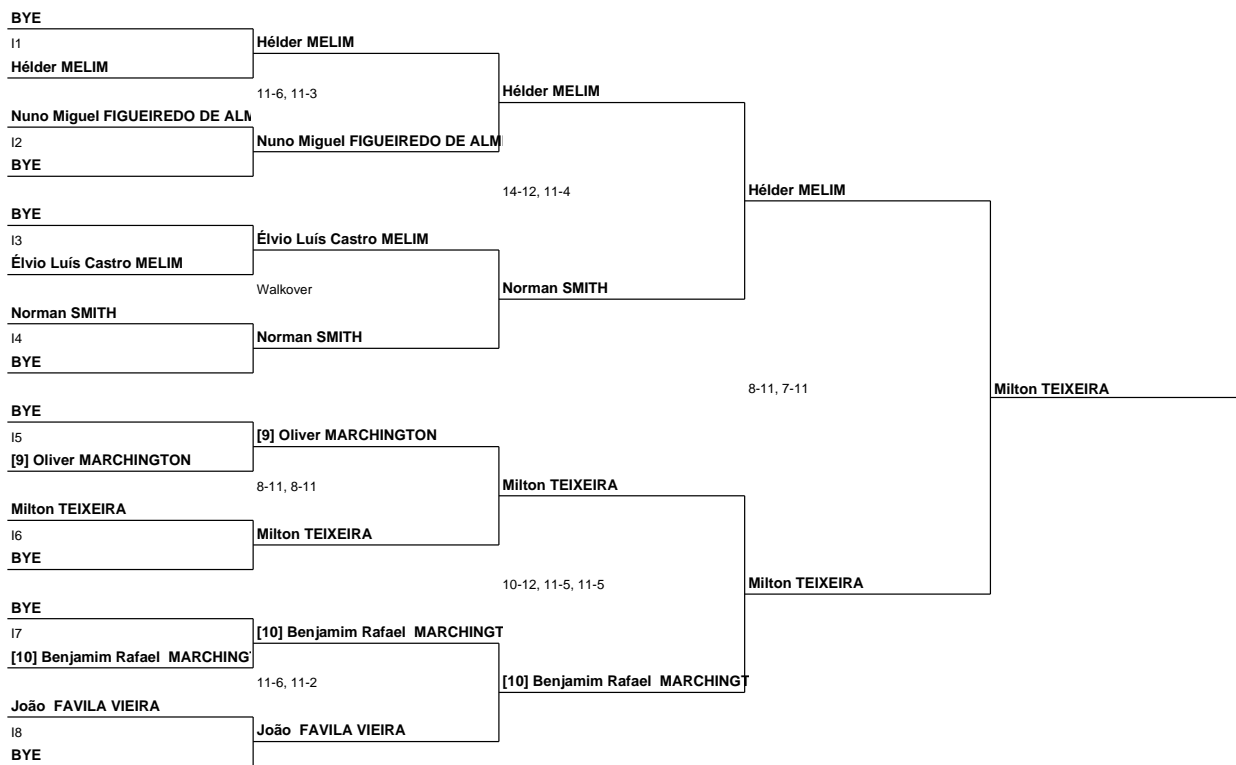 BYE
I1
Hélder MELIM
Nuno Miguel FIGUEIREDO DE ALM
I2
BYE
BYE
I3
Élvio Luís Castro MELIM
Norman SMITH
I4
BYE
BYE
I5
[9] Oliver MARCHINGTON
Milton TEIXEIRA
I6
BYE
BYE
I7
[10] Benjamim Rafael MARCHINGT
João FAVILA VIEIRA
I8
BYE
Hélder MELIM
11-6, 11-3
Nuno Miguel FIGUEIREDO DE ALM
Élvio Luís Castro MELIM
Walkover
Norman SMITH
[9] Oliver MARCHINGTON
8-11, 8-11
Milton TEIXEIRA
[10] Benjamim Rafael MARCHINGT
11-6, 11-2
João FAVILA VIEIRA
Hélder MELIM
14-12, 11-4
Norman SMITH
Milton TEIXEIRA
10-12, 11-5, 11-5
[10] Benjamim Rafael MARCHINGT
Hélder MELIM
8-11, 7-11
Milton TEIXEIRA
Milton TEIXEIRA